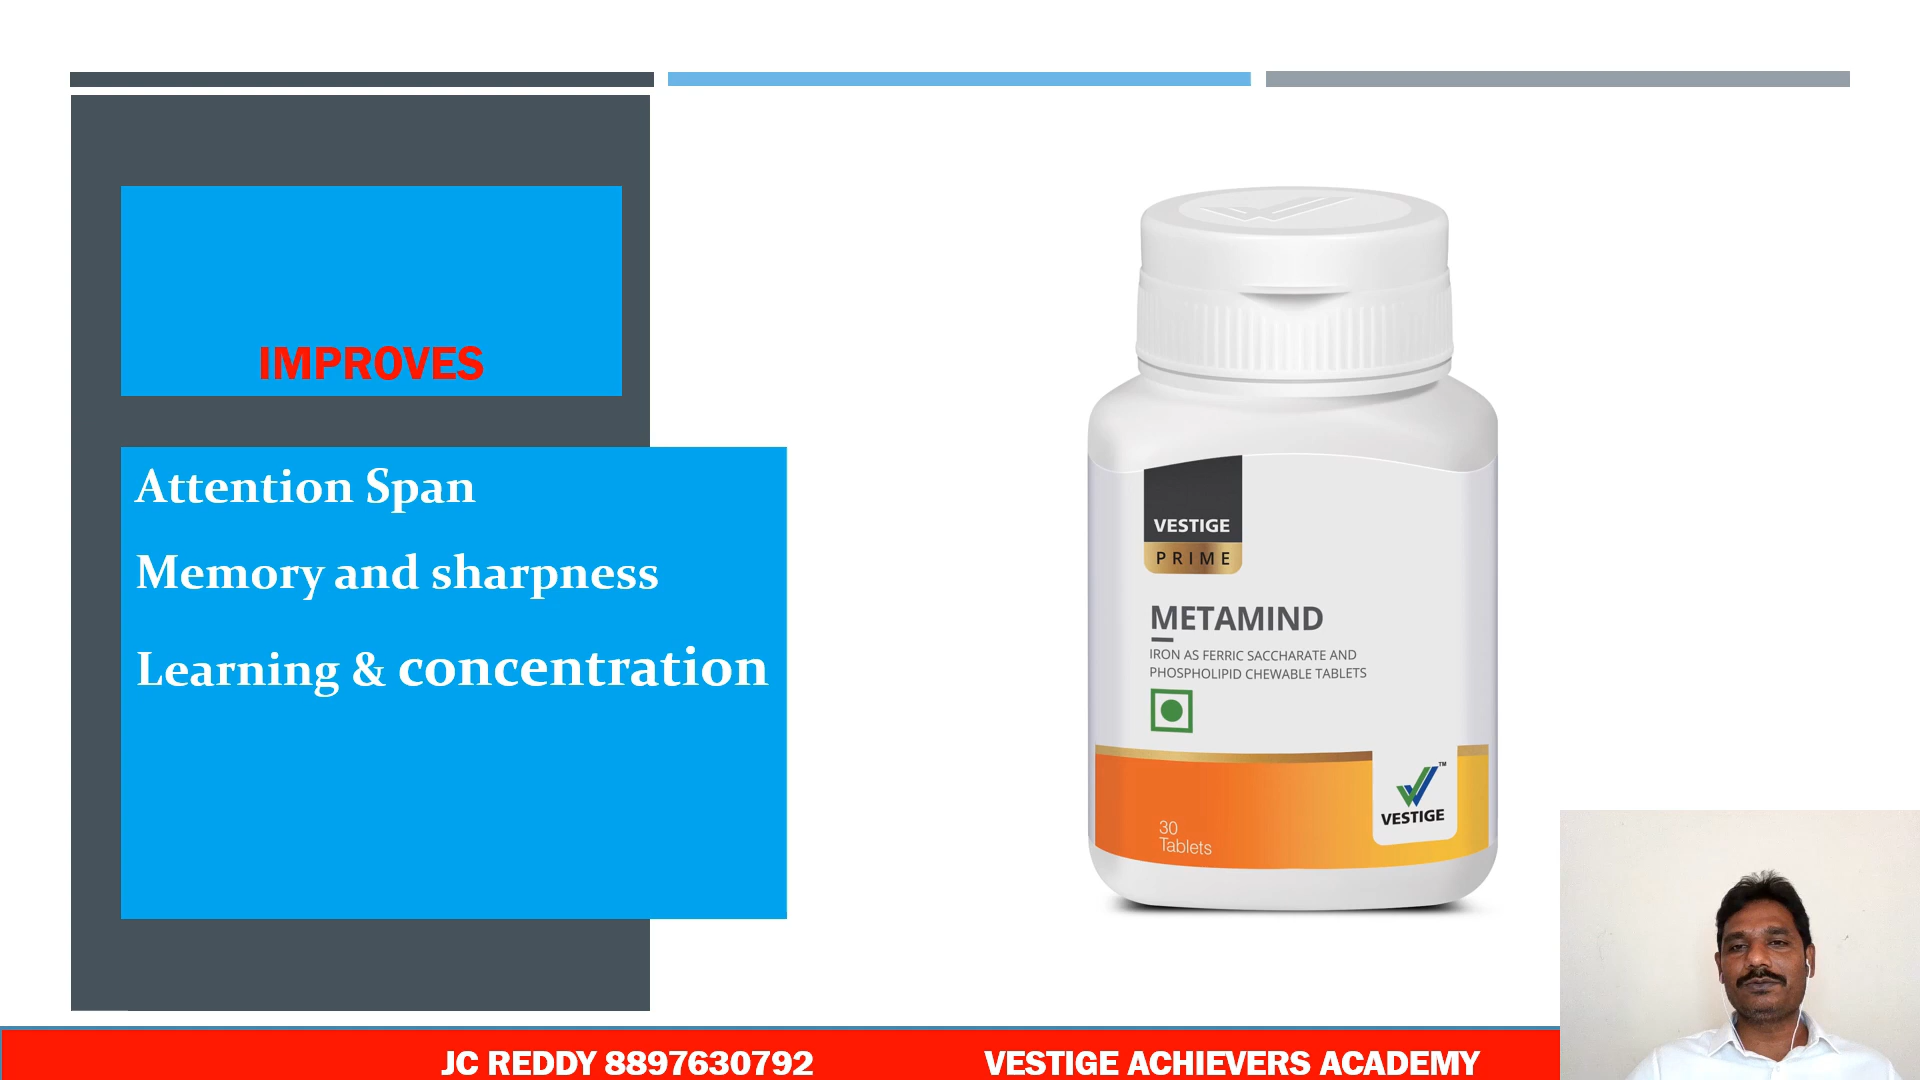 IMPROVES
Attention Span
Memory and sharpness
Learning & concentration
VESTIGE
PRIME
METAMIND
IRON AS FERRIC SACCHARATE AND
PHOSPHOLIPID CHEWABLE TABLETS
30
Tablets
TM
VESTIGE
JC REDDY 8897630792 VESTIGE ACHIEVERS ACADEMY